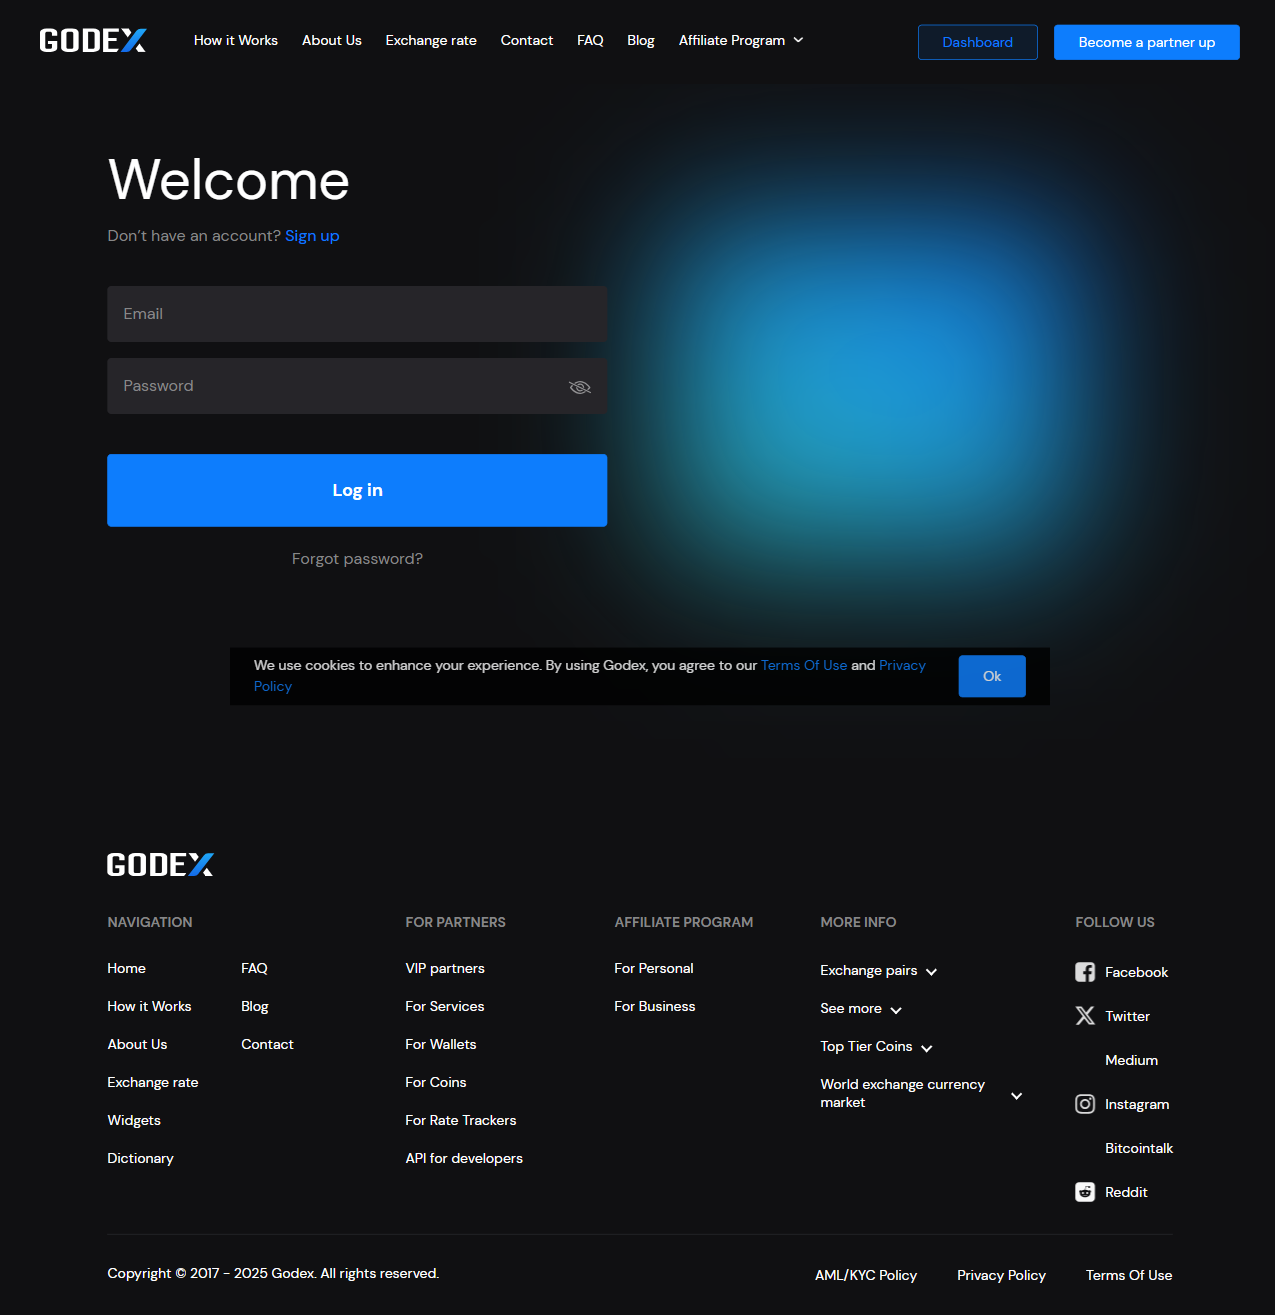 GODEX
How it Works
About Us
Exchange rate
Contact
FAQ
Blog
Affiliate Program
Dashboard
Become a partner up
Welcome
Don’t have an account? Sign up
Email
Password
Log in
Forgot password?
We use cookies to enhance your experience. By using Godex, you agree to our Terms Of Use and Privacy
Policy
Ok
GODEX
NAVIGATION
Home
How it Works
About Us
Exchange rate
Widgets
Dictionary
FAQ
Blog
Contact
FOR PARTNERS
VIP partners
For Services
For Wallets
For Coins
For Rate Trackers
API for developers
AFFILIATE PROGRAM
For Personal
For Business
MORE INFO
Exchange pairs
See more
Top Tier Coins
World exchange currency
market
FOLLOW US
Facebook
Twitter
Medium
Instagram
Bitcointalk
Reddit
Copyright © 2017 - 2025 Godex. All rights reserved.
AML/KYC Policy
Privacy Policy
Terms Of Use